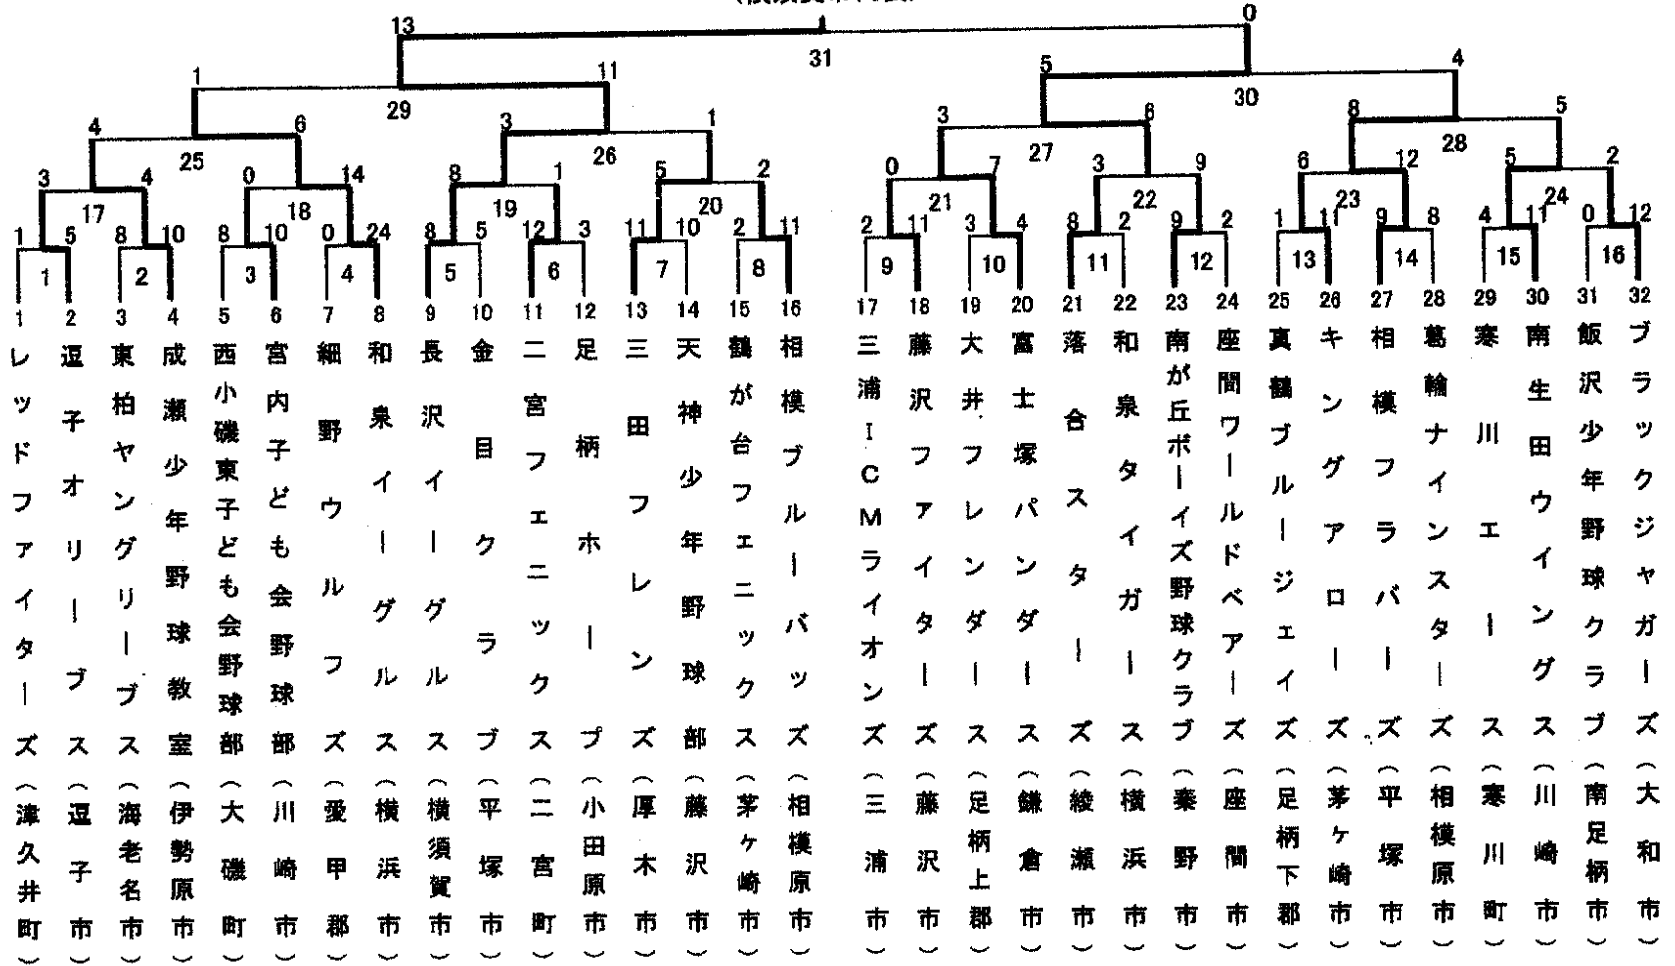 13 0
31
1 11 5 4
29 30
4 6 3 1 3 6 8 5
25 26 27 28
3 4 0 14 8 1 5 2 0 7 3 9 6 12 5 2
17 18 19 20 21 22 23 24
1 5 8 10 8 10 0 24 8 5 12 3 11 10 2 11 2 11 3 4 8 2 9 2 1 11 9 8 4 11 0 12
1 2 3 4 5 6 7 8 9 10 11 12 13 14 15 16
1 2 3 4 5 6 7 8 9 10 11 12 13 14 15 16 17 18 19 20 21 22 23 24 25 26 27 28 29 30 31 32
レッドファイターズ（津久井町）
逗子オリーブス（逗子市）
東柏ヤングリーブス（海老名市）
成瀬少年野球教室（伊勢原市）
西小磯東子ども会野球部（大磯町）
宮内子ども会野球部（川崎市）
細野ウルフズ（愛甲郡）
和泉イーグルス（横浜市）
長沢イーグルス（横須賀市）
金目クラブ（平塚市）
二宮フェニックス（二宮町）
足柄ホープ（小田原市）
三田フレンズ（厚木市）
天神少年野球部（藤沢市）
鶴が台フェニックス（茅ヶ崎市）
相模ブルーバッズ（相模原市）
三浦ICMライオンズ（三浦市）
藤沢ファイターズ（藤沢市）
大井フレンダース（足柄上郡）
富士塚パンダース（鎌倉市）
落合スターズ（綾瀬市）
和泉タイガース（横浜市）
南が丘ボーイズ野球クラブ（秦野市）
座間ワールドベアーズ（座間市）
真鶴ブルージェイズ（足柄下郡）
キングアローズ（茅ヶ崎市）
相模フラバーズ（平塚市）
葛輪ナインスターズ（相模原市）
寒川エース（寒川町）
南生田ウイングス（川崎市）
飯沢少年野球クラブ（南足柄市）
ブラックジャガーズ（大和市）